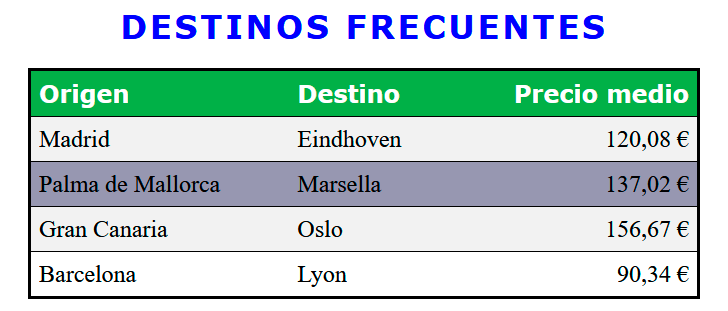 DESTINOS FRECUENTES
Origen Destino Precio medio
Madrid Eindhoven 120,08 €
Palma de Mallorca Marsella 137,02 €
Gran Canaria Oslo 156,67 €
Barcelona Lyon 90,34 €